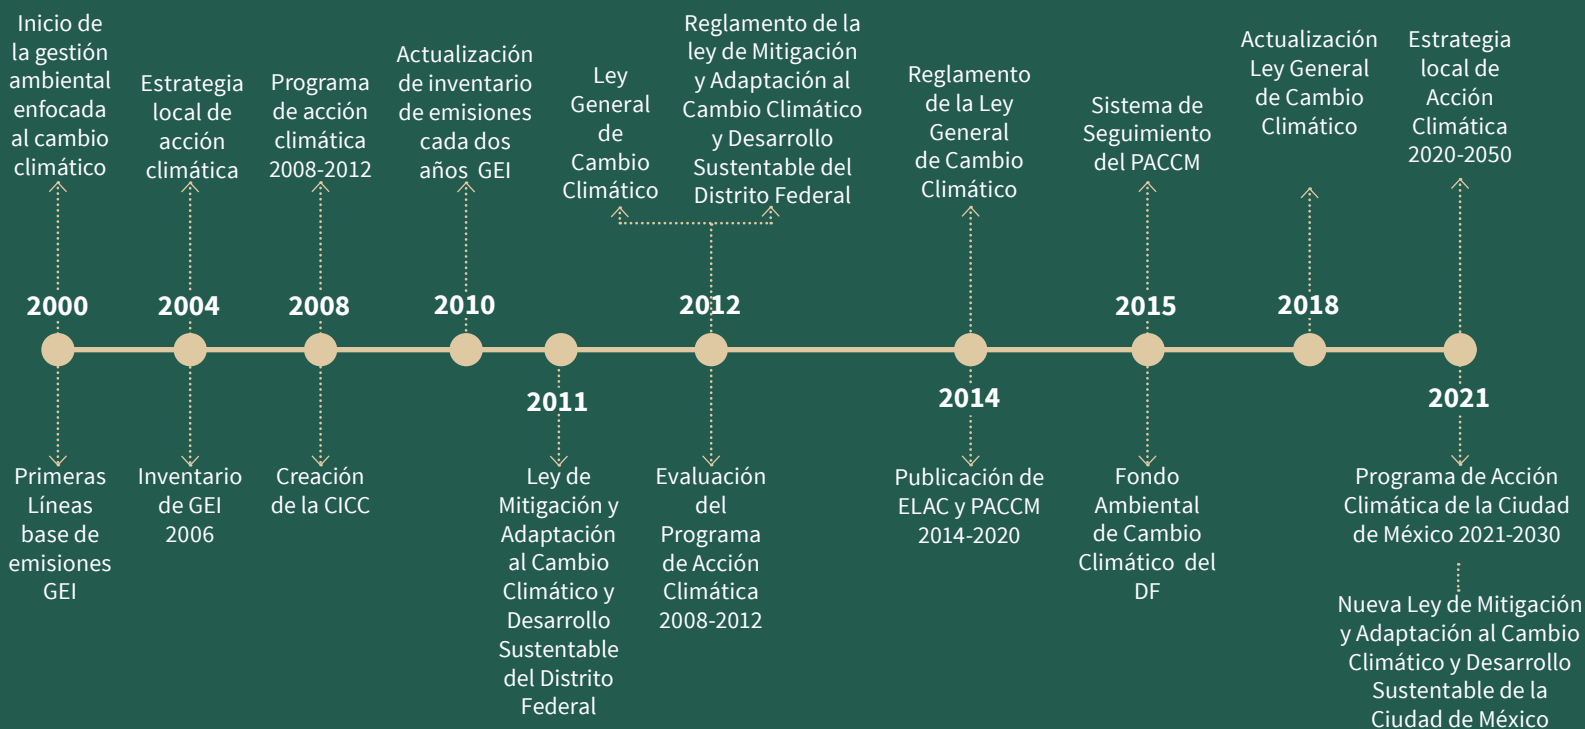 Inicio de
la gestión
ambiental
enfocada
al cambio
climático
Estrategia
local de
acción
climática
Programa
de acción
climática
2008-2012
Actualización
de inventario
de emisiones
cada dos
años GEI
Ley
General
de
Cambio
Climático
Reglamento de la
ley de Mitigación
y Adaptación al
Cambio Climático
y Desarrollo
Sustentable del
Distrito Federal
Reglamento
de la Ley
General
de Cambio
Climático
Sistema de
Seguimiento
del PACCM
Actualización
Ley General
de Cambio
Climático
Estrategia
local de
Acción
Climática
2020-2050
2000
2004
2008
2010
2012
2015
2018
2011
2014
2021
Primeras
Líneas
base de
emisiones
GEI
Inventario
de GEI
2006
Creación
de la CICC
Ley de
Mitigación y
Adaptación
al Cambio
Climático y
Desarrollo
Sustentable
del Distrito
Federal
Evaluación
del
Programa
de Acción
Climática
2008-2012
Publicación de
ELAC y PACCM
2014-2020
Fondo
Ambiental
de Cambio
Climático del
DF
Programa de Acción
Climática de la Ciudad
de México 2021-2030
Nueva Ley de Mitigación
y Adaptación al Cambio
Climático y Desarrollo
Sustentable de la
Ciudad de México